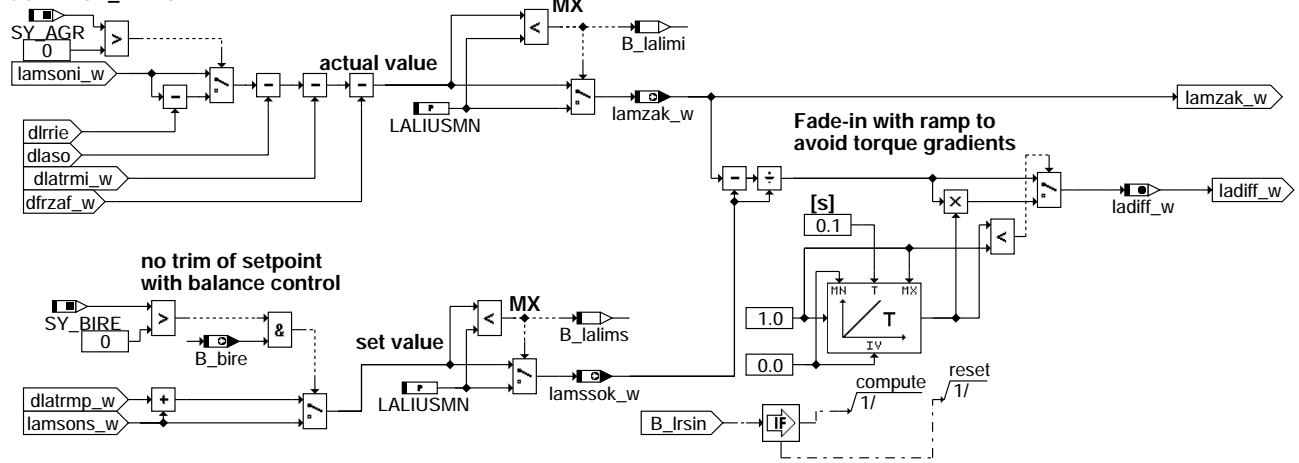 MX
SY_AGR
>
<
B_lalimi
0
lamsoni_w
actual value
-
-
-
-
P
LALIUSMN
lamzak_w
lamzak_w
dlrrie
dlaso
dlatrmi_w
dfrzaf_w
Fade-in with ramp to
avoid torque gradients
-
÷
×
<
ladiff_w
ladiff_w
[s]
0.1
MN
T
MX
T
IV
1.0
0.0
no trim of setpoint
with balance control
SY_BIRE
>
0
&
B_bire
set value
<
MX
B_lalims
P
LALIUSMN
lamssok_w
dlatrmp_w
+
lamsons_w
B_lrsin
IF
compute
1/
reset
1/